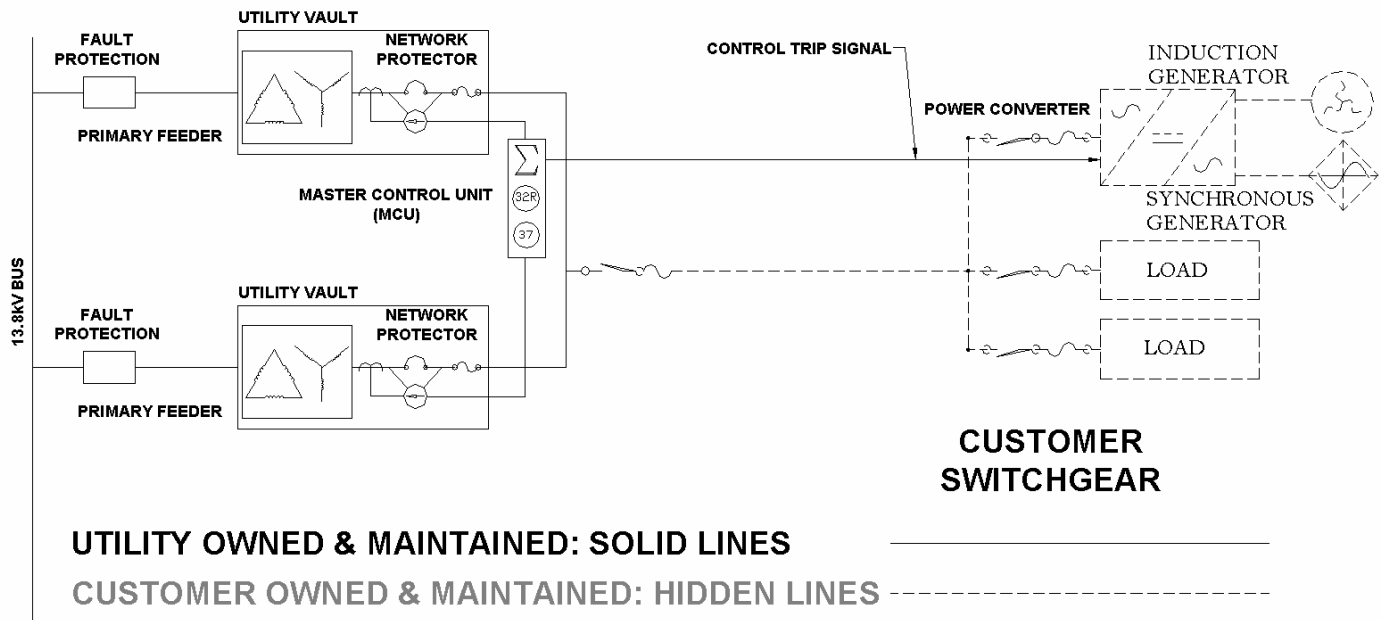 UTILITY VAULT
FAULT
PROTECTION
NETWORK
PROTECTOR
PRIMARY FEEDER
CONTROL TRIP SIGNAL
INDUCTION
GENERATOR
POWER CONVERTER
Σ
32R
37
MASTER CONTROL UNIT
(MCU)
SYNCHRONOUS
GENERATOR
LOAD
LOAD
13.8kV BUS
UTILITY VAULT
FAULT
PROTECTION
NETWORK
PROTECTOR
PRIMARY FEEDER
CUSTOMER
SWITCHGEAR
UTILITY OWNED & MAINTAINED: SOLID LINES
CUSTOMER OWNED & MAINTAINED: HIDDEN LINES